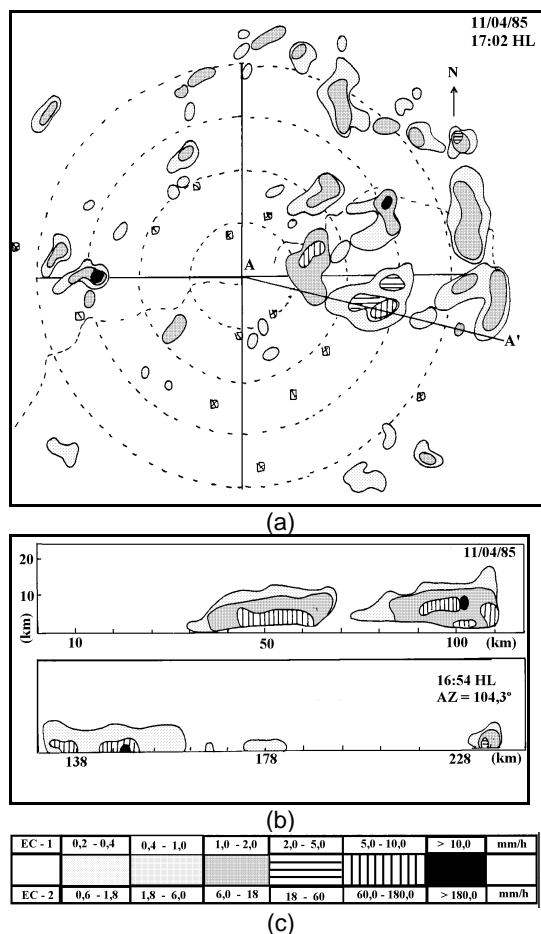 11/04/85
17:02 HL
N
A
A'
(a)
20
10
(km)
11/04/85
10 50 100 (km)
16:54 HL
AZ = 104,3º
138 178 228 (km)
(b)
EC - 1 0,2 - 0,4 0,4 - 1,0 1,0 - 2,0 2,0 - 5,0 5,0 - 10,0 > 10,0 mm/h
EC - 2 0,6 - 1,8 1,8 - 6,0 6,0 - 18 18 - 60 60,0 - 180,0 > 180,0 mm/h
(c)